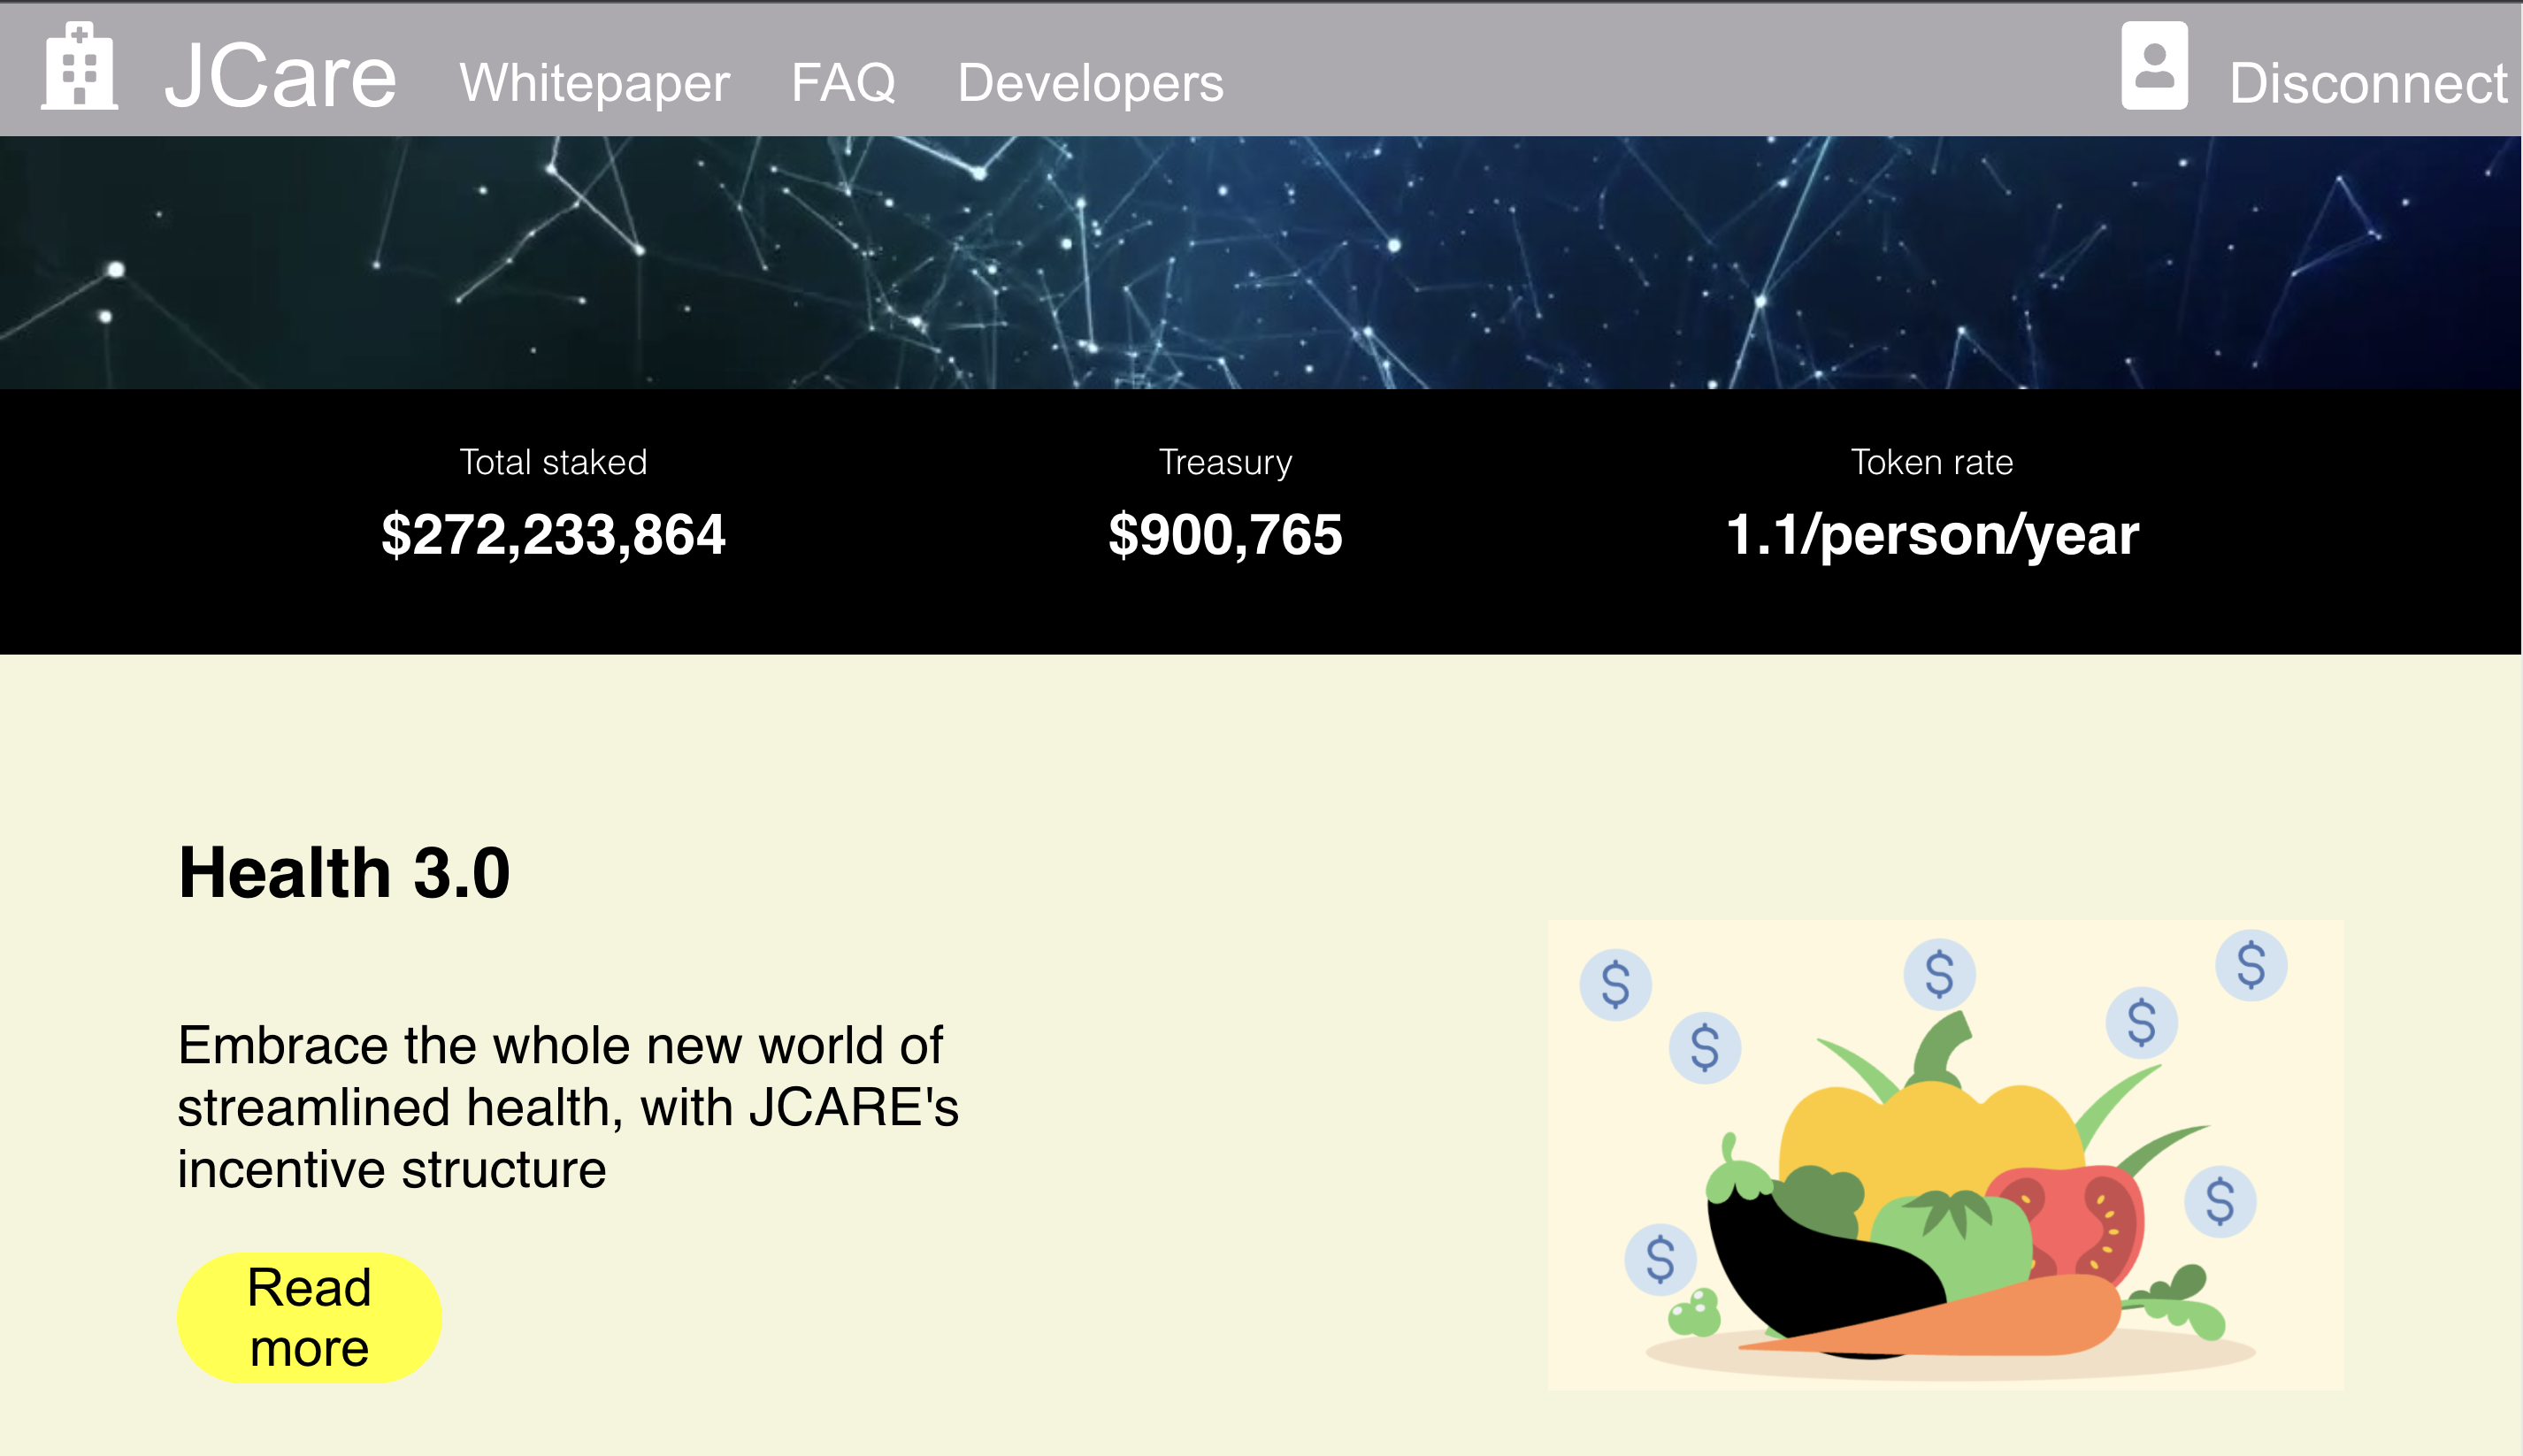 JCare Whitepaper FAQ Developers Disconnect
Total staked Treasury Token rate
$272,233,864 $900,765 1.1/person/year
Health 3.0
Embrace the whole new world of
streamlined health, with JCARE's
incentive structure
Read
more
$ $ $ $ $ $ $